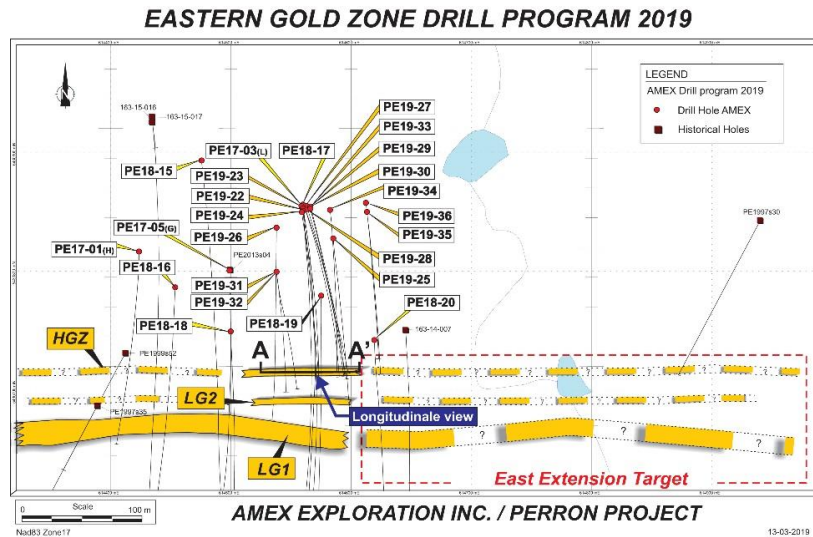 EASTERN GOLD ZONE DRILL PROGRAM 2019
LEGEND
AMEX Drill program 2019
Drill Hole AMEX
Historical Holes
N
163-15-016
163-15-017
PE19-27
PE19-33
PE19-29
PE19-30
PE19-34
PE17-03(L)
PE18-17
PE18-15
PE19-23
PE19-22
PE19-24
PE19-36
PE19-35
PE17-05(G)
PE19-26
PE19-28
PE19-25
PE1997s30
PE17-01(H)
PE2013s04
PE18-16
PE19-31
PE19-32
PE18-20
PE18-18
PE18-19
163-14-007
HGZ
A
A'
LG2
Longitudinale view
PE1997s35
LG1
? ? ?
East Extension Target
Scale
0 100 m
AMEX EXPLORATION INC. / PERRON PROJECT
Nad83 Zone17
13-03-2019